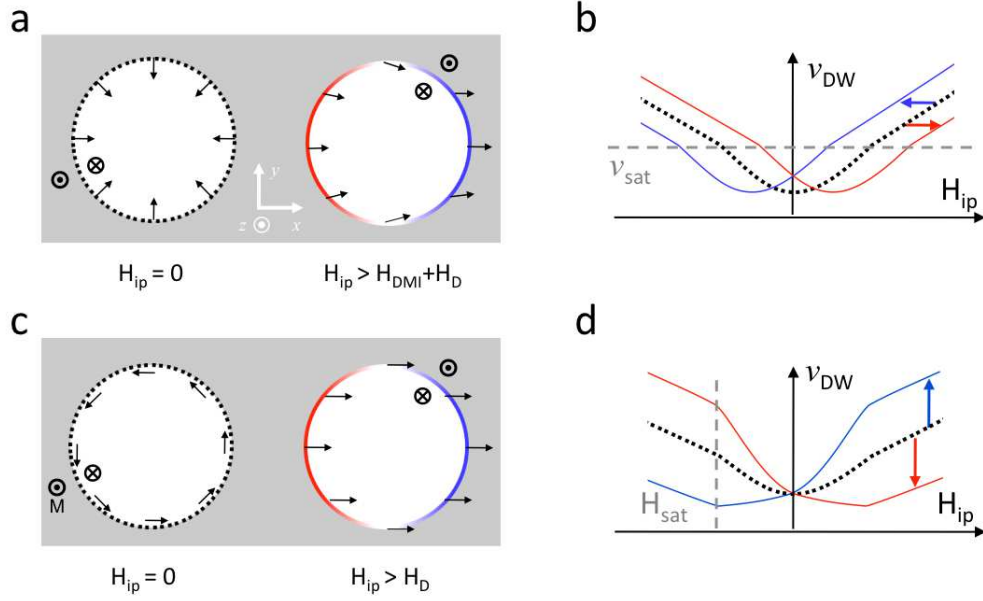 a
y
z x
H_ip = 0
H_ip > H_DMI+H_D
b
v_DW
v_sat
H_ip
c
M
H_ip = 0
H_ip > H_D
d
v_DW
H_sat
H_ip